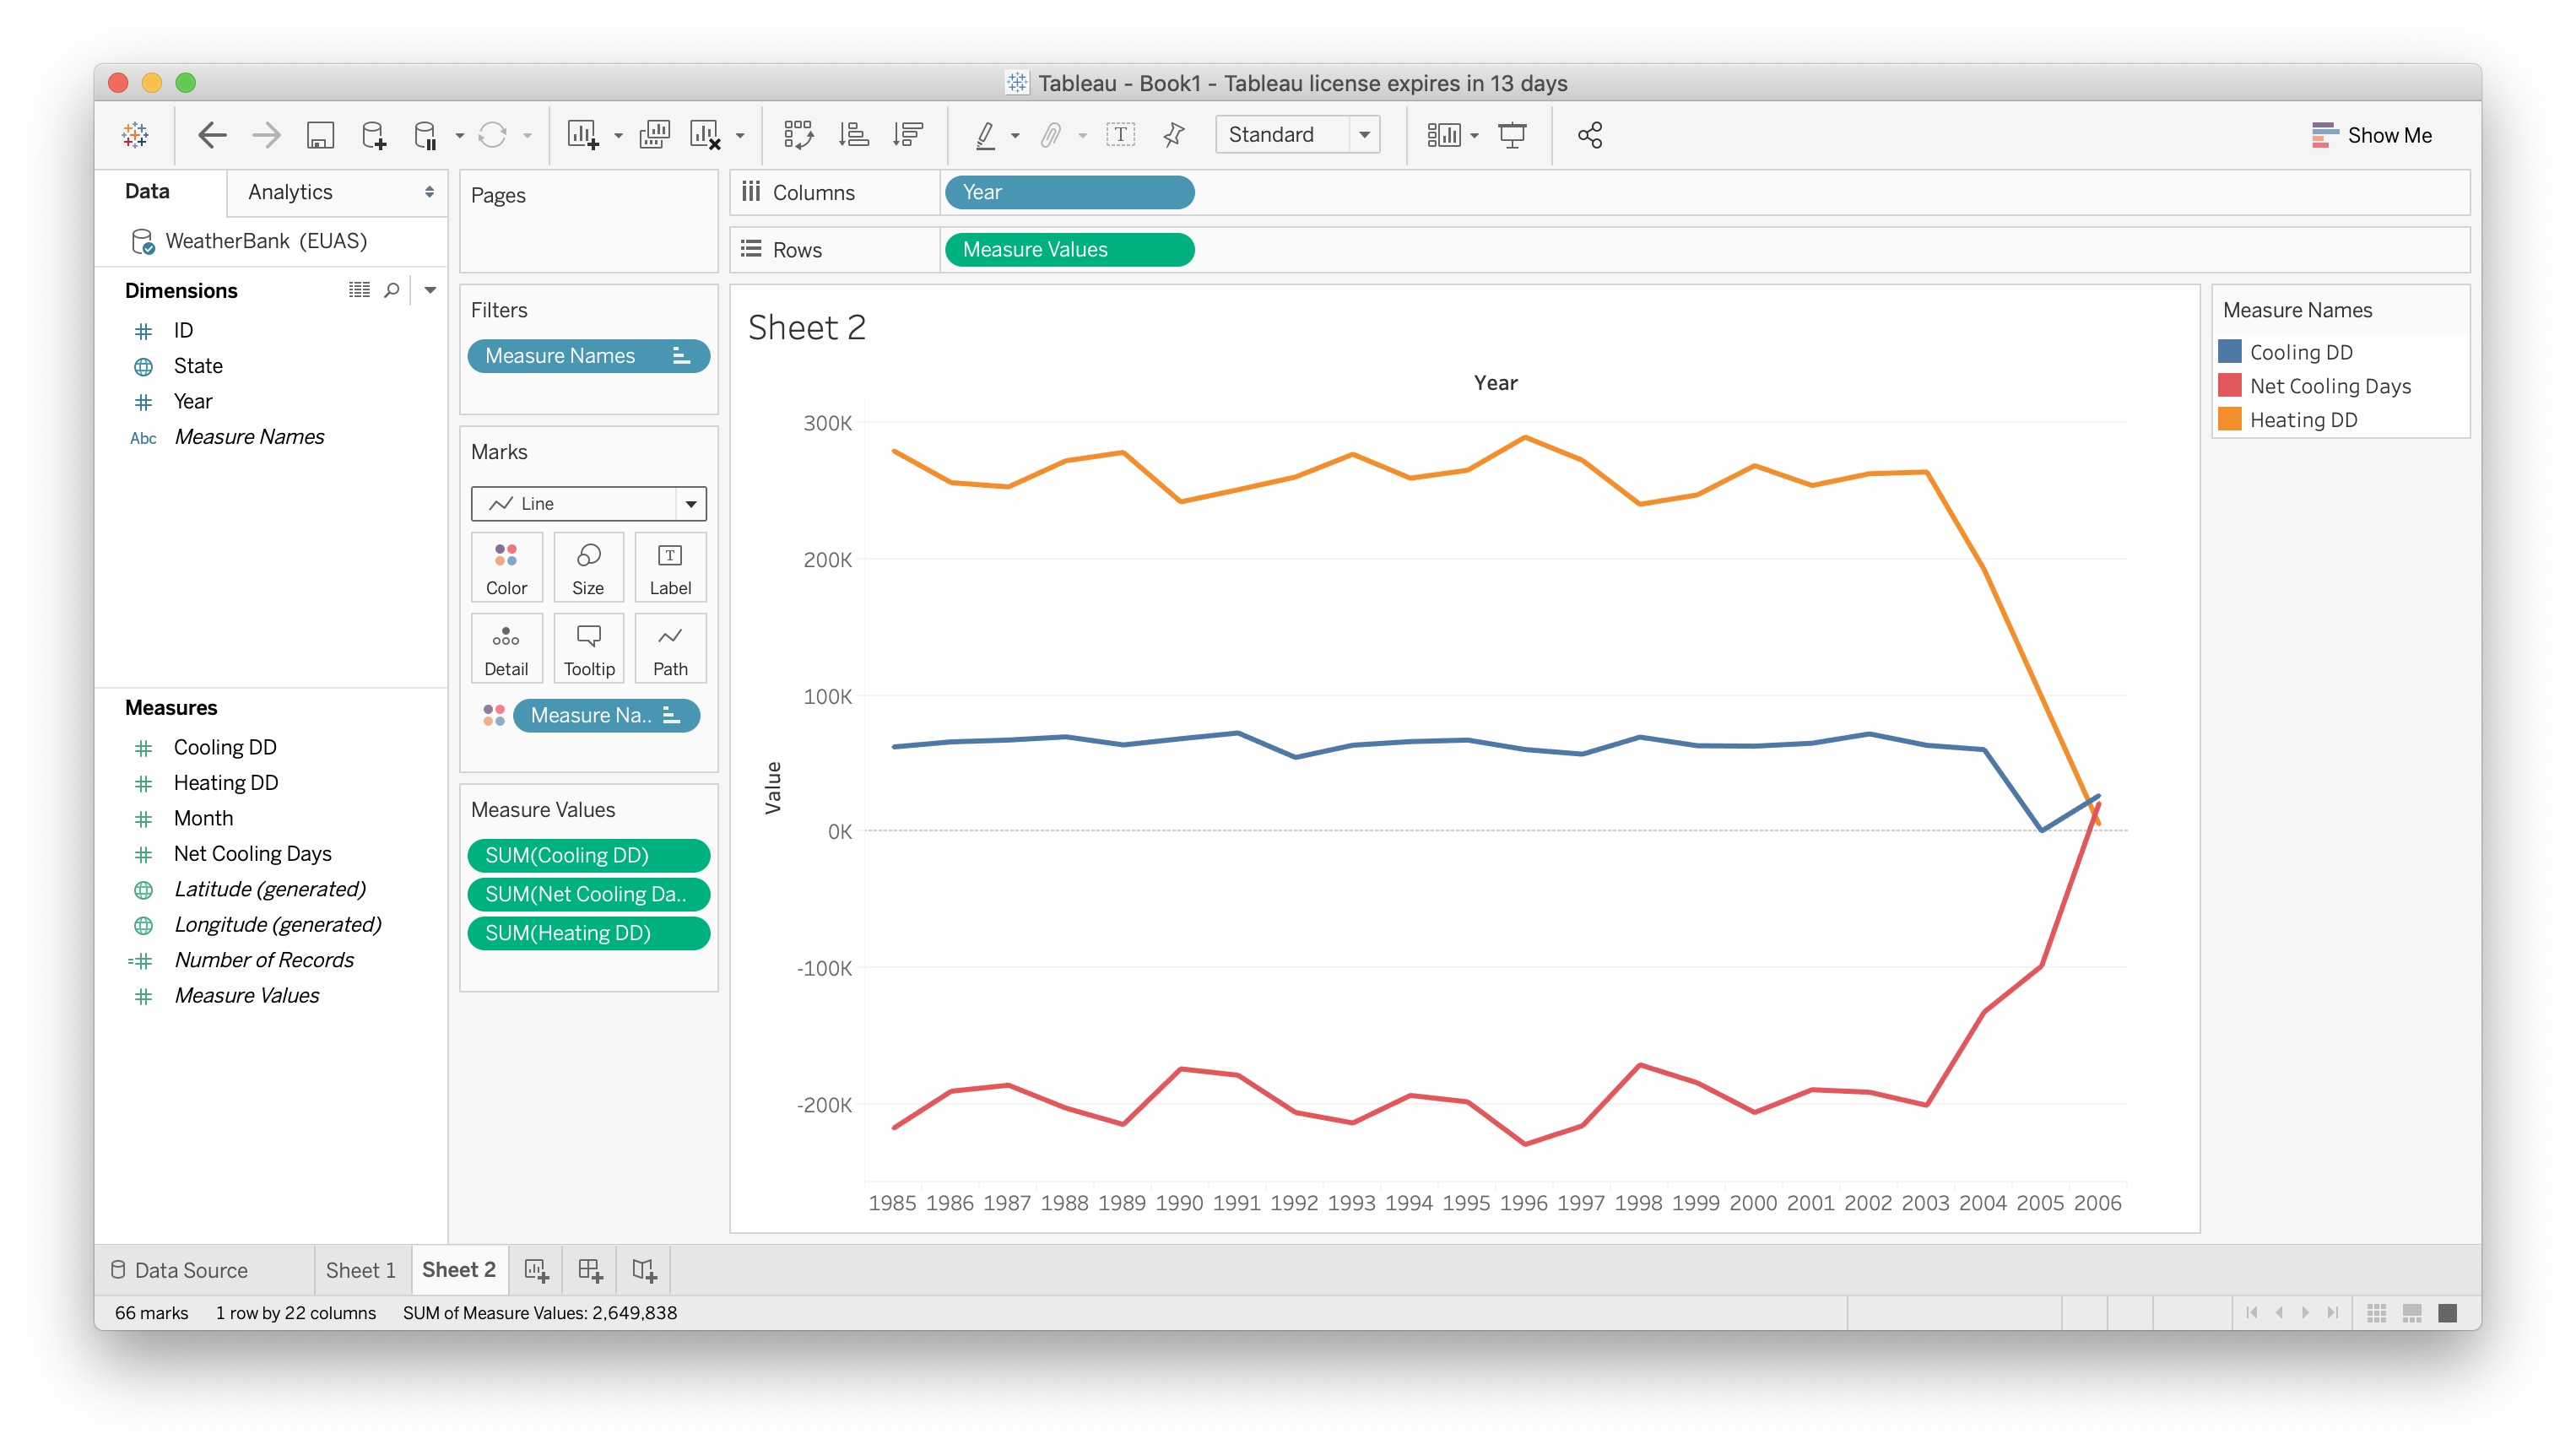 Tableau - Book1 - Tableau license expires in 13 days
Standard
Show Me
Data
Analytics
WeatherBank (EUAS)
Dimensions
ID
State
Year
Abc Measure Names
Measures
Cooling DD
Heating DD
Month
Net Cooling Days
Latitude (generated)
Longitude (generated)
Number of Records
Measure Values
Pages
Filters
Measure Names
Marks
Line
Color
Size
T
Label
Detail
Tooltip
Path
Measure Na..
Measure Values
SUM(Cooling DD)
SUM(Net Cooling Da..
SUM(Heating DD)
Columns
Year
Rows
Measure Values
Sheet 2
Year
300K
200K
100K
0K
-100K
-200K
Value
1985 1986 1987 1988 1989 1990 1991 1992 1993 1994 1995 1996 1997 1998 1999 2000 2001 2002 2003 2004 2005 2006
Measure Names
Cooling DD
Net Cooling Days
Heating DD
Data Source
Sheet 1
Sheet 2
66 marks 1 row by 22 columns SUM of Measure Values: 2,649,838